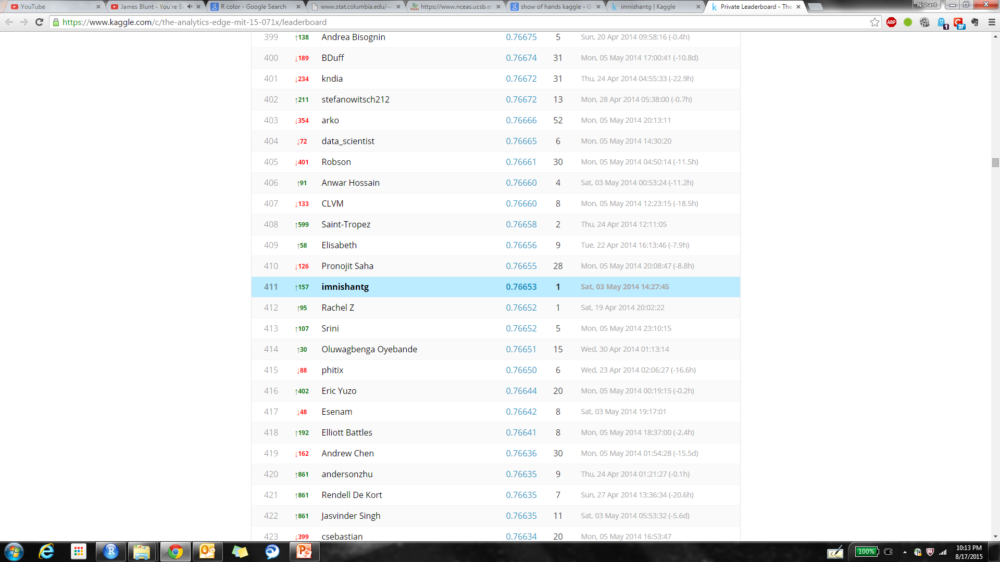 YouTube
James Blunt - You're Be
R color - Google Search
www.stat.columbia.edu/~
https://www.nceas.ucsb.e
show of hands kaggle - G
imnishantg | Kaggle
Private Leaderboard - The
Nishant
https://www.kaggle.com/c/the-analytics-edge-mit-15-071x/leaderboard
ABP
1
37
399 ↑138 Andrea Bisognin 0.76675 5 Sun, 20 Apr 2014 09:58:16 (-0.4h)
400 ↓189 BDuff 0.76674 31 Mon, 05 May 2014 17:00:41 (-10.8d)
401 ↓234 kndia 0.76672 31 Thu, 24 Apr 2014 04:55:33 (-22.9h)
402 ↑211 stefanowitsch212 0.76672 13 Mon, 28 Apr 2014 05:38:00 (-0.7h)
403 ↓354 arko 0.76666 52 Mon, 05 May 2014 20:13:11
404 ↓72 data_scientist 0.76665 6 Mon, 05 May 2014 14:30:20
405 ↓401 Robson 0.76661 30 Mon, 05 May 2014 04:50:14 (-11.5h)
406 ↑91 Anwar Hossain 0.76660 4 Sat, 03 May 2014 00:53:24 (-11.2h)
407 ↓133 CLVM 0.76660 8 Mon, 05 May 2014 12:23:15 (-18.5h)
408 ↑599 Saint-Tropez 0.76658 2 Thu, 24 Apr 2014 12:11:05
409 ↑58 Elisabeth 0.76656 9 Tue, 22 Apr 2014 16:13:46 (-7.9h)
410 ↓126 Pronojit Saha 0.76655 28 Mon, 05 May 2014 20:08:47 (-8.8h)
411 ↑157 imnishantg 0.76653 1 Sat, 03 May 2014 14:27:45
412 ↑95 Rachel Z 0.76652 1 Sat, 19 Apr 2014 20:02:22
413 ↑107 Srini 0.76652 5 Mon, 05 May 2014 23:10:15
414 ↑30 Oluwagbenga Oyebande 0.76651 15 Wed, 30 Apr 2014 01:13:14
415 ↓88 phitix 0.76650 6 Wed, 23 Apr 2014 02:06:27 (-16.6h)
416 ↑402 Eric Yuzo 0.76644 20 Mon, 05 May 2014 00:19:15 (-0.2h)
417 ↓48 Esenam 0.76642 8 Sat, 03 May 2014 19:17:01
418 ↑192 Elliott Battles 0.76641 8 Mon, 05 May 2014 18:37:00 (-2.4h)
419 ↓162 Andrew Chen 0.76636 30 Mon, 05 May 2014 01:54:28 (-15.5d)
420 ↑861 andersonzhu 0.76635 9 Thu, 24 Apr 2014 01:21:27 (-0.1h)
421 ↑861 Rendell De Kort 0.76635 7 Sun, 27 Apr 2014 13:36:34 (-20.6h)
422 ↑861 Jasvinder Singh 0.76635 11 Sat, 03 May 2014 05:53:32 (-5.6d)
423 ↓399 csebastian 0.76634 20 Mon, 05 May 2014 16:53:47
100%
10:13 PM
8/17/2015